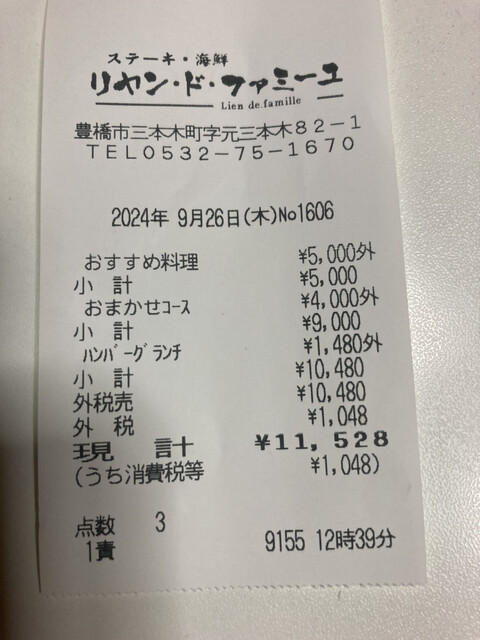 ステーキ・海鮮
リヤン・ド・ファミーユ
Lien de famille
豊橋市三本木町字元三本木82-1
TEL0532-75-1670
2024年 9月26日(木)No1606
おすすめ料理 ¥5,000外
小 計 ¥5,000
おまかせコース ¥4,000外
小 計 ¥9,000
ハンバーグランチ ¥1,480外
小 計 ¥10,480
外税売 ¥10,480
外 税 ¥1,048
現 計 ¥11,528
(うち消費税等 ¥1,048)
点数 3
1責 9155 12時39分